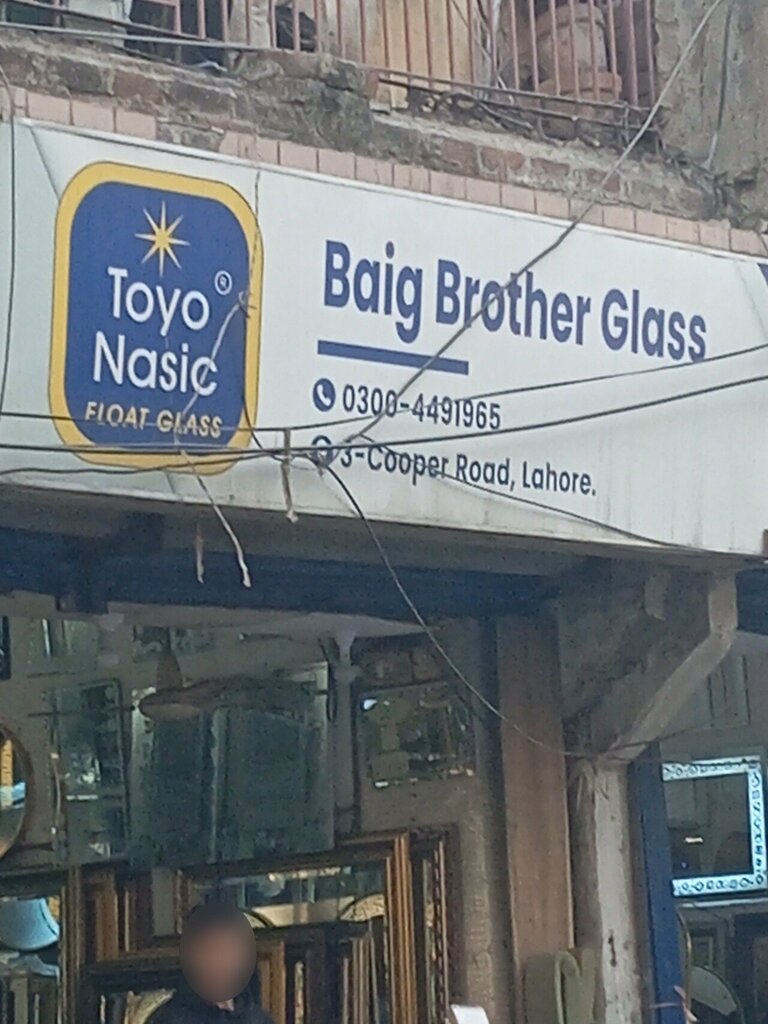 Toyo ®
Nasic
FLOAT GLASS
Baig Brother Glass
0300-4491965
3-Cooper Road, Lahore.